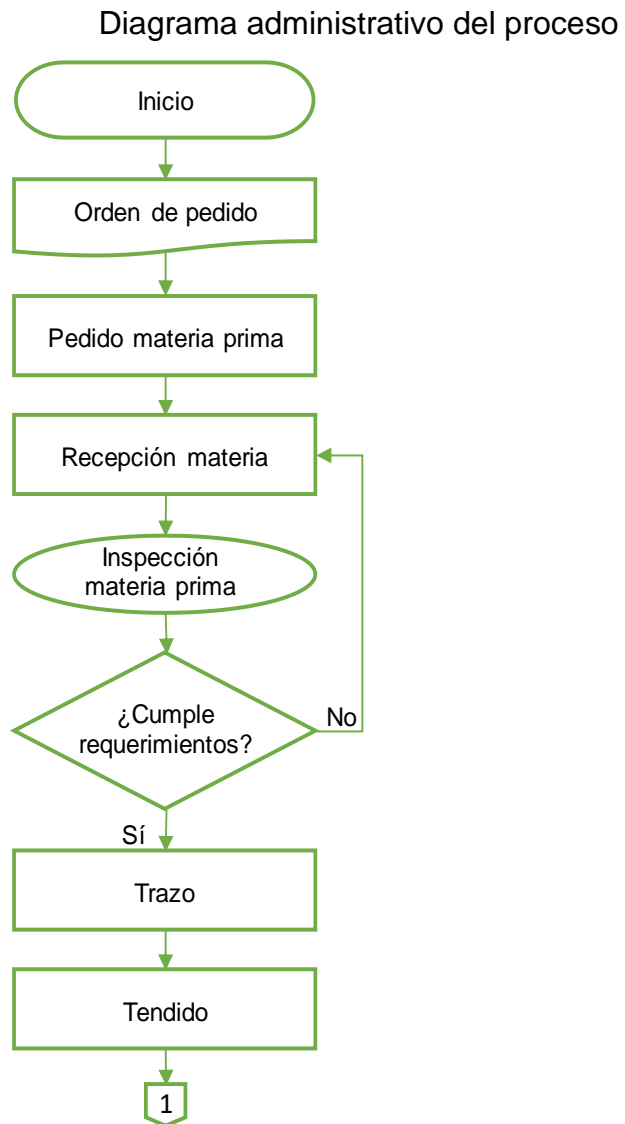 Diagrama administrativo del proceso
Inicio
Orden de pedido
Pedido materia prima
Recepción materia
Inspección
materia prima
¿Cumple
requerimientos?
No
Sí
Trazo
Tendido
1